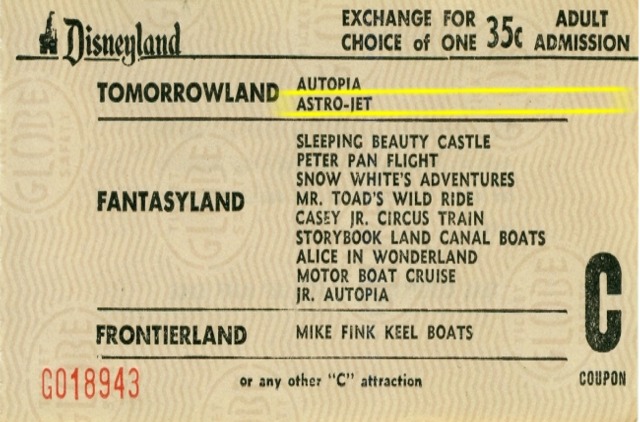 Disneyland
EXCHANGE FOR
CHOICE of ONE 35¢ ADULT
ADMISSION
TOMORROWLAND
AUTOPIA
ASTRO-JET
FANTASYLAND
SLEEPING BEAUTY CASTLE
PETER PAN FLIGHT
SNOW WHITE'S ADVENTURES
MR. TOAD'S WILD RIDE
CASEY JR. CIRCUS TRAIN
STORYBOOK LAND CANAL BOATS
ALICE IN WONDERLAND
MOTOR BOAT CRUISE
JR. AUTOPIA
FRONTIERLAND
MIKE FINK KEEL BOATS
C
COUPON
G018943
or any other "C" attraction
GLOBE